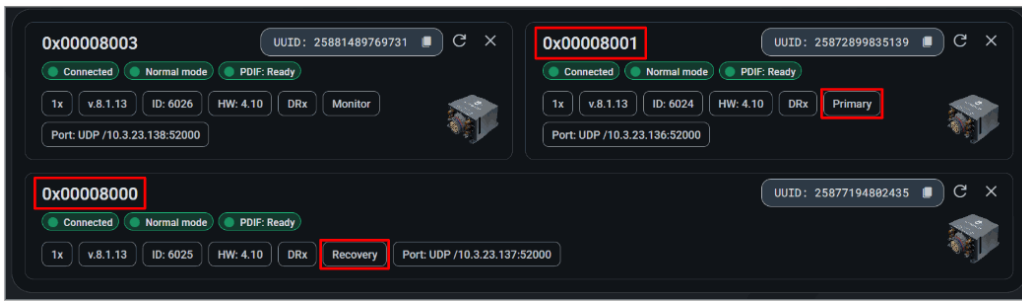 0x00008003
UUID: 25881489769731
Connected Normal mode PDIF: Ready
1x v.8.1.13 ID: 6026 HW: 4.10 DRx Monitor
Port: UDP /10.3.23.138:52000
0x00008001
UUID: 25872899835139
Connected Normal mode PDIF: Ready
1x v.8.1.13 ID: 6024 HW: 4.10 DRx Primary
Port: UDP /10.3.23.136:52000
0x00008000
UUID: 25877194802435
Connected Normal mode PDIF: Ready
1x v.8.1.13 ID: 6025 HW: 4.10 DRx Recovery Port: UDP /10.3.23.137:52000